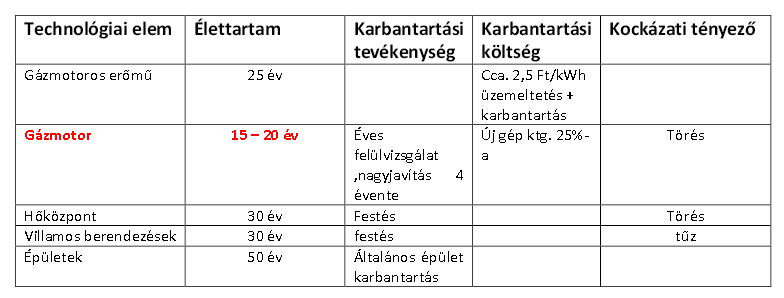 Technológiai elem Élettartam Karbantartási Karbantartási Kockázati tényező
tevékenység költség
Gázmotoros erőmű 25 év Cca. 2,5 Ft/kWh
üzemeltetés +
karbantartás
Gázmotor 15 – 20 év Éves Új gép ktg. 25%- Törés
felülvizsgálat a
,nagyjavítás 4
évente
Hőközpont 30 év Festés Törés
Villamos berendezések 30 év festés tűz
Épületek 50 év Általános épület
karbantartás